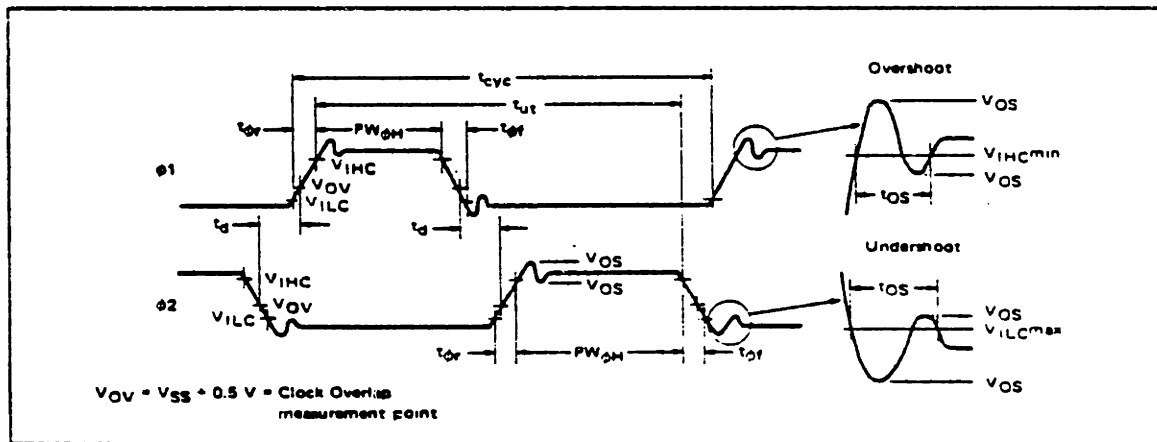 tcyc
tut
tφr
PWφH
tφf
φ1
VIHC
VOV
VILC
td
td
VOS
VOS
φ2
VIHC
VOV
VILC
tφr
PWφH
tφf
VOV = VSS + 0.5 V = Clock Overlap
measurement point
Overshoot
VOS
VIHCmin
VOS
tOS
Undershoot
tOS
VOS
VILCmax
VOS